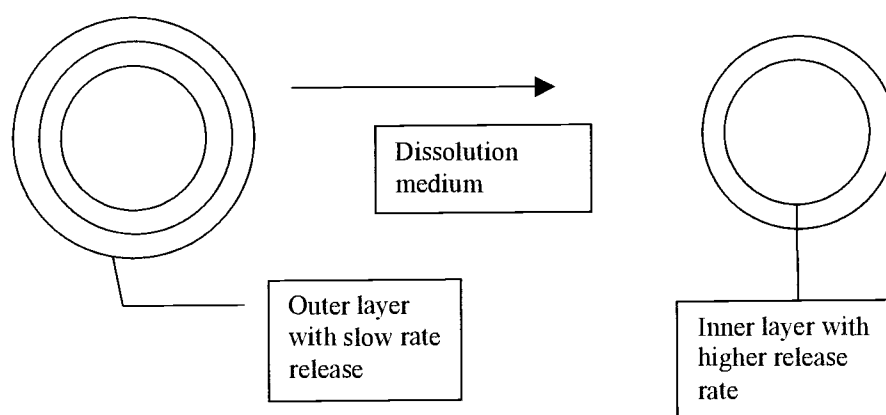 Dissolution
medium
Outer layer
with slow rate
release
Inner layer with
higher release
rate